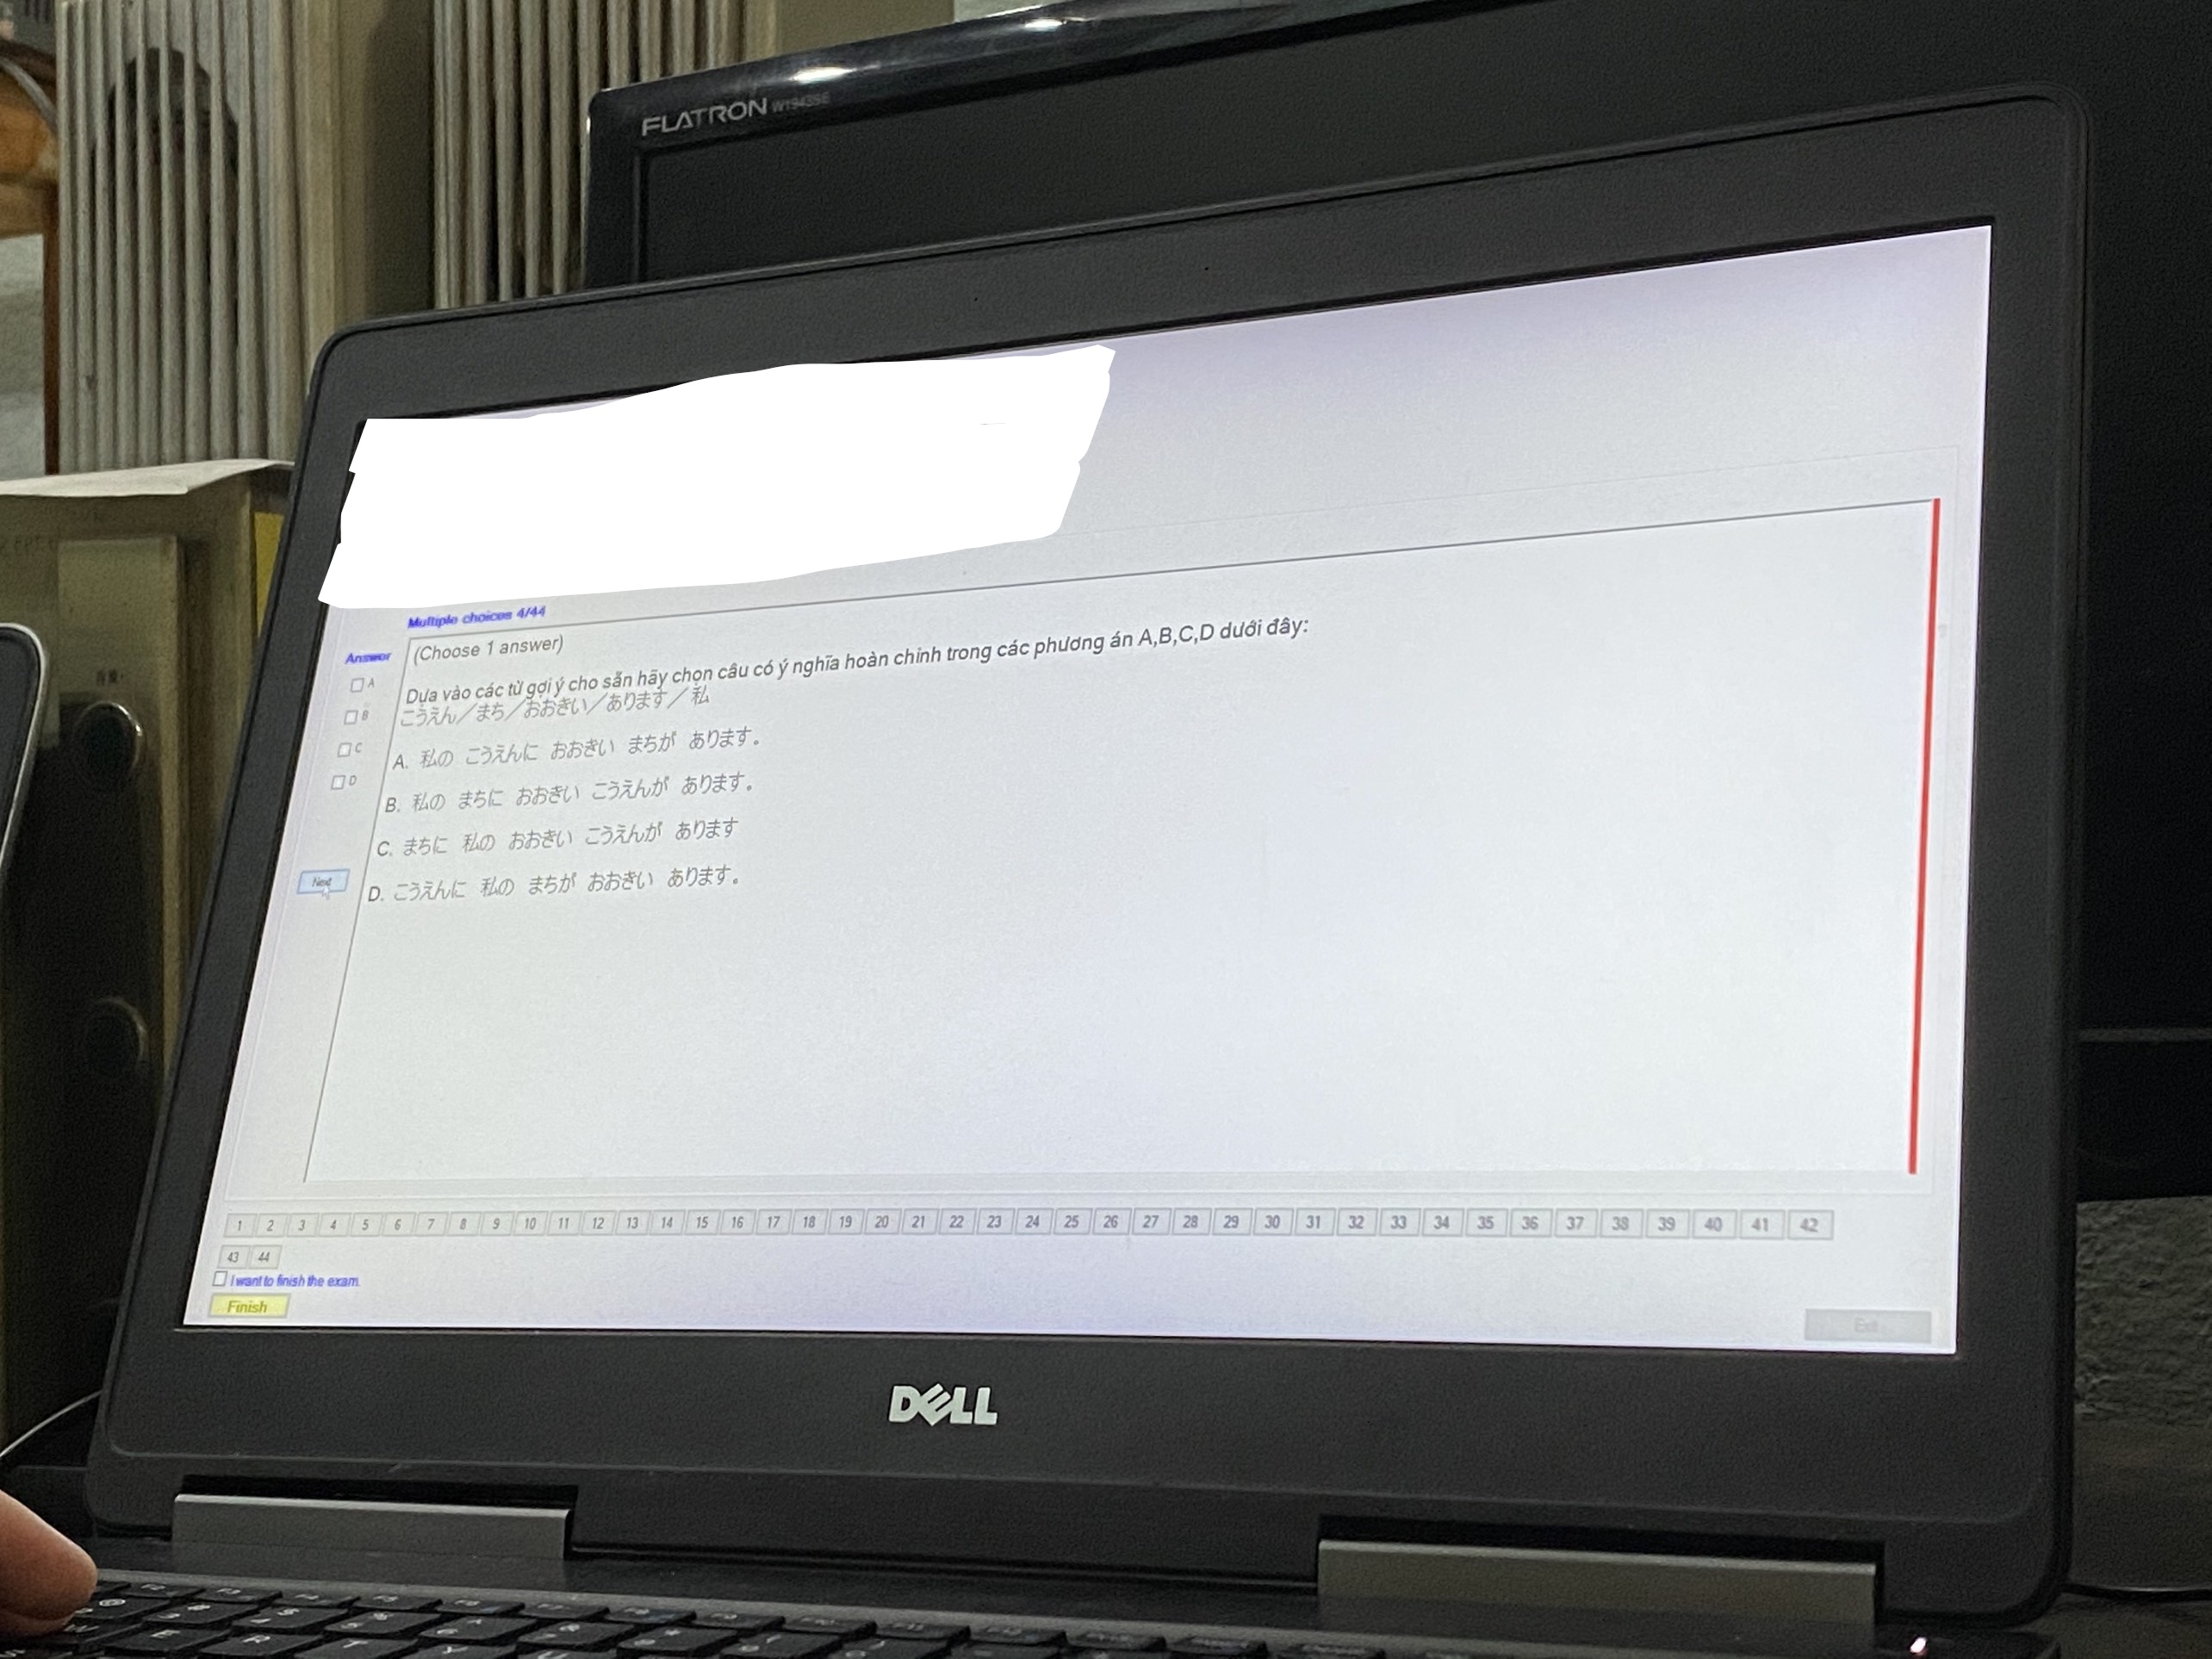 FLATRON W1943SE
Multiple choices 4/44
Answer
(Choose 1 answer)
Dựa vào các từ gợi ý cho sẵn hãy chọn câu có ý nghĩa hoàn chỉnh trong các phương án A,B,C,D dưới đây:
こうえん／まち／おおきい／あります／私
A
B
C
D
A. 私の こうえんに おおきい まちが あります。
B. 私の まちに おおきい こうえんが あります。
C. まちに 私の おおきい こうえんが あります
D. こうえんに 私の まちが おおきい あります。
Next
1 2 3 4 5 6 7 8 9 10 11 12 13 14 15 16 17 18 19 20 21 22 23 24 25 26 27 28 29 30 31 32 33 34 35 36 37 38 39 40 41 42
43 44
I want to finish the exam.
Finish
Exit
DELL
E R T Y